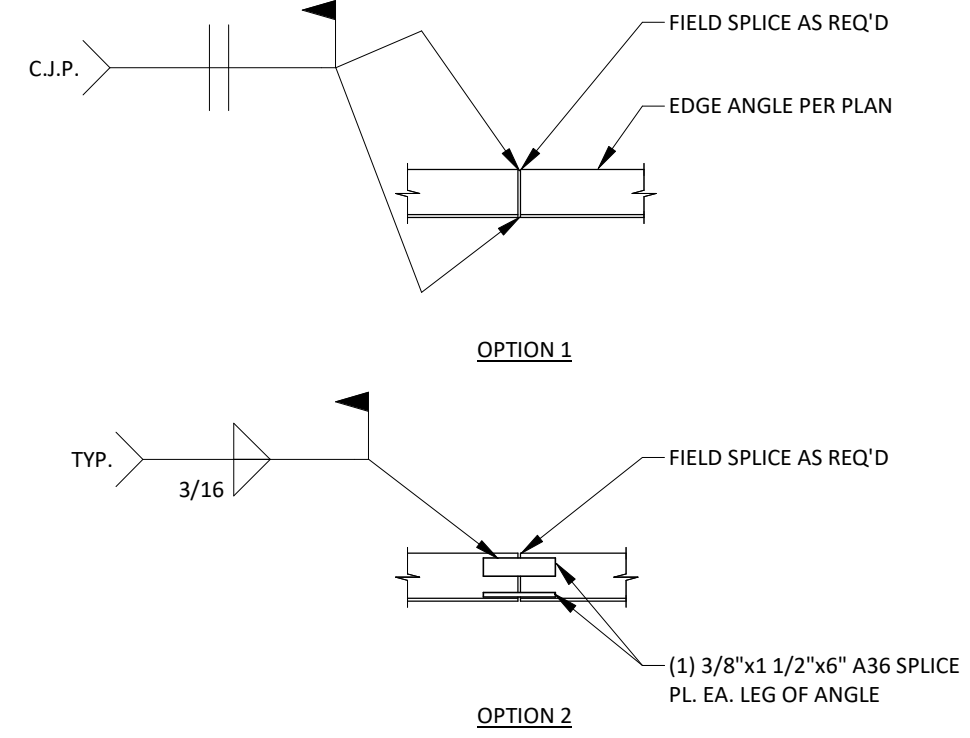 FIELD SPLICE AS REQ'D
C.J.P.
EDGE ANGLE PER PLAN
OPTION 1
TYP.
3/16
FIELD SPLICE AS REQ'D
(1) 3/8"x1 1/2"x6" A36 SPLICE
PL. EA. LEG OF ANGLE
OPTION 2